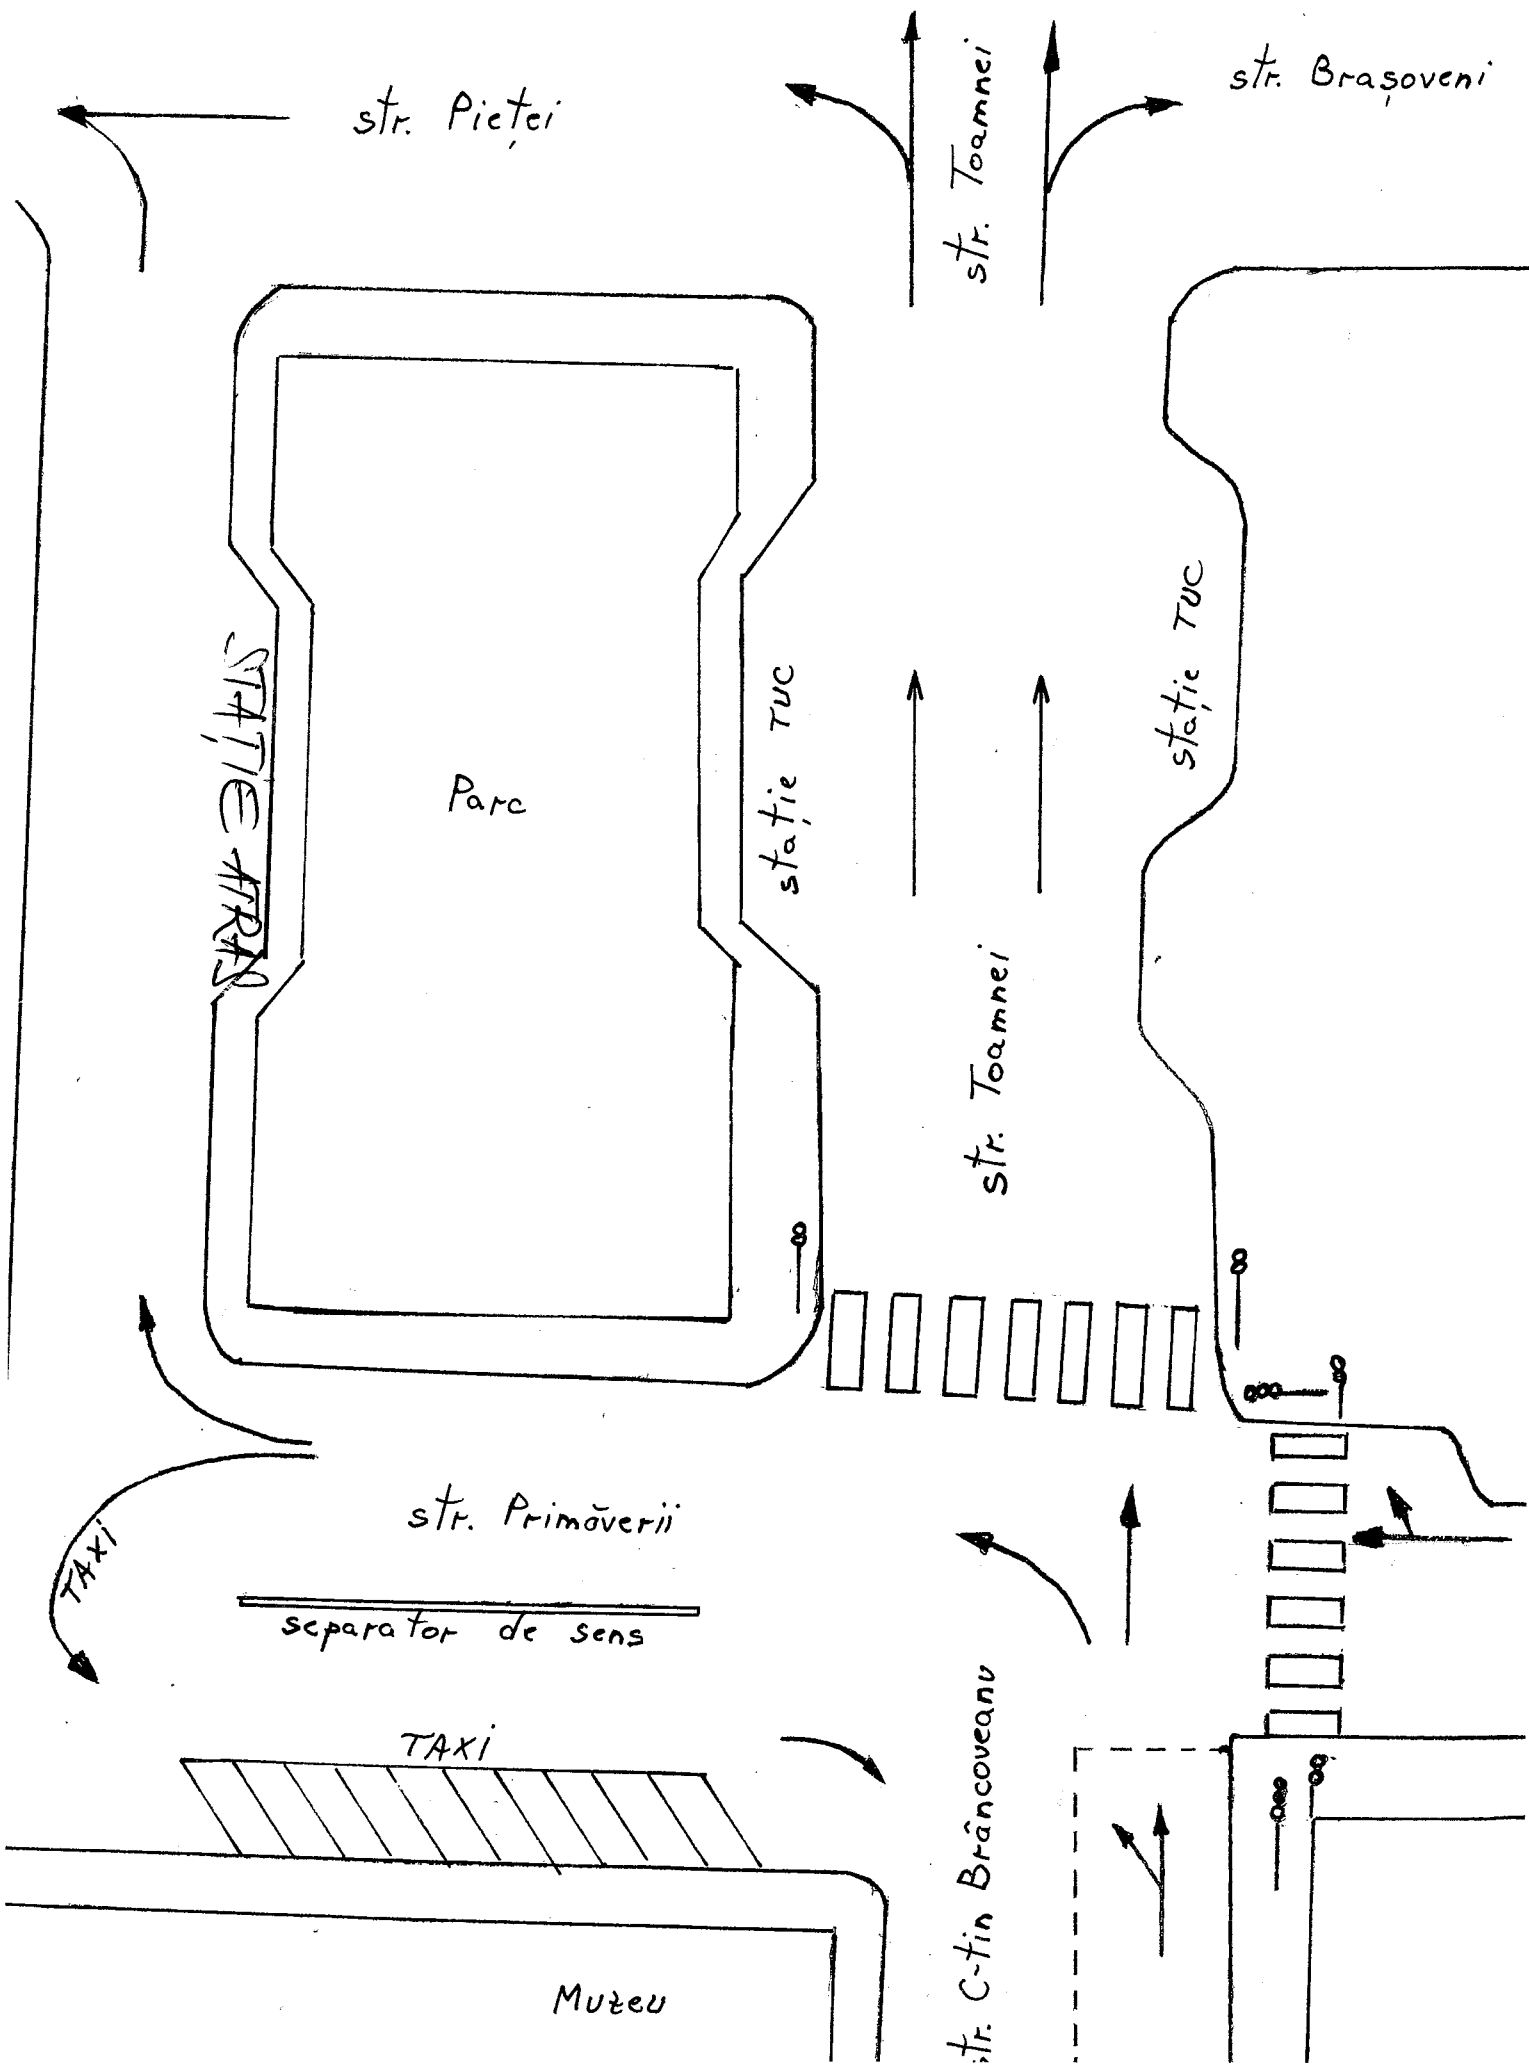 str. Pieței
str. Toamnei
str. Brașoveni
STAȚIE ATRAS
Parc
stație TUC
stație TUC
str. Toamnei
str. Primăverii
TAXi
separator de sens
TAXi
str. C-tin Brâncoveanu
Muzeu